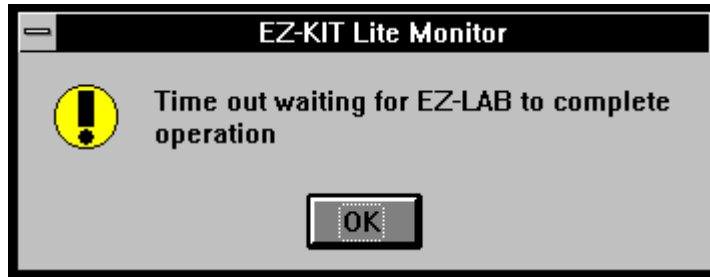 EZ-KIT Lite Monitor
Time out waiting for EZ-LAB to complete
operation
OK